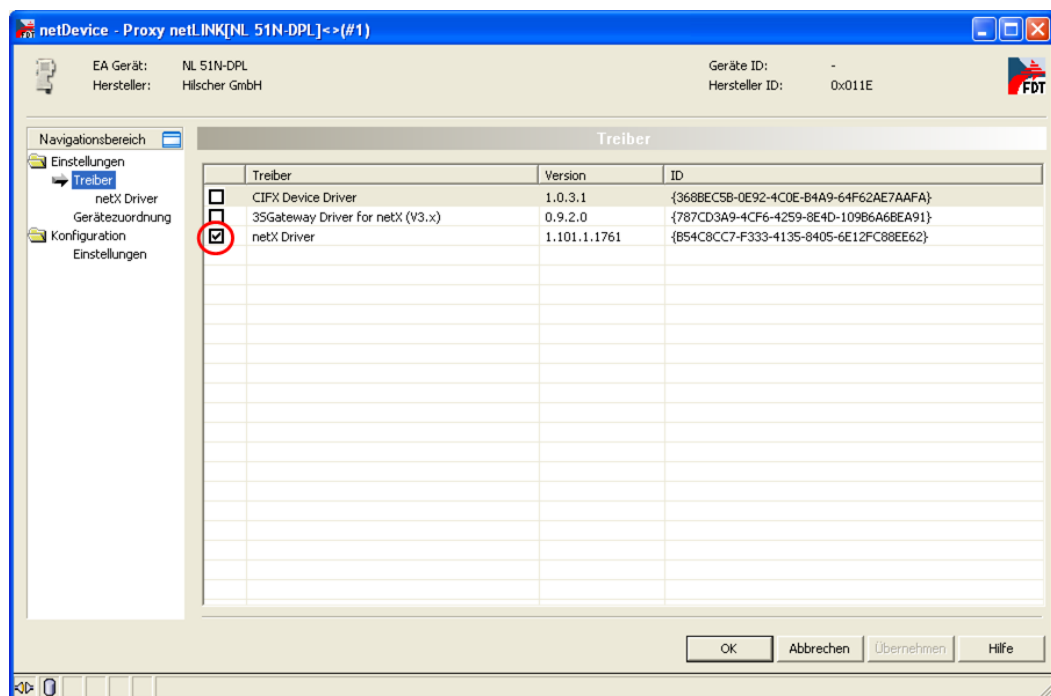 netDevice - Proxy netLINK[NL 51N-DPL]<>(#1)
EA Gerät: NL 51N-DPL Geräte ID: -
Hersteller: Hilscher GmbH Hersteller ID: 0x011E
FDT
Navigationsbereich
Treiber
Einstellungen
Treiber
netX Driver
Gerätezuordnung
Konfiguration
Einstellungen
Treiber Version ID
CIFX Device Driver 1.0.3.1 {368BEC5B-0E92-4C0E-B4A9-64F62AE7AAFA}
3SGateway Driver for netX (V3.x) 0.9.2.0 {787CD3A9-4CF6-4259-8E4D-109B6A6BEA91}
netX Driver 1.101.1.1761 {B54C8CC7-F333-4135-8405-6E12FC88EE62}
OK Abbrechen Übernehmen Hilfe